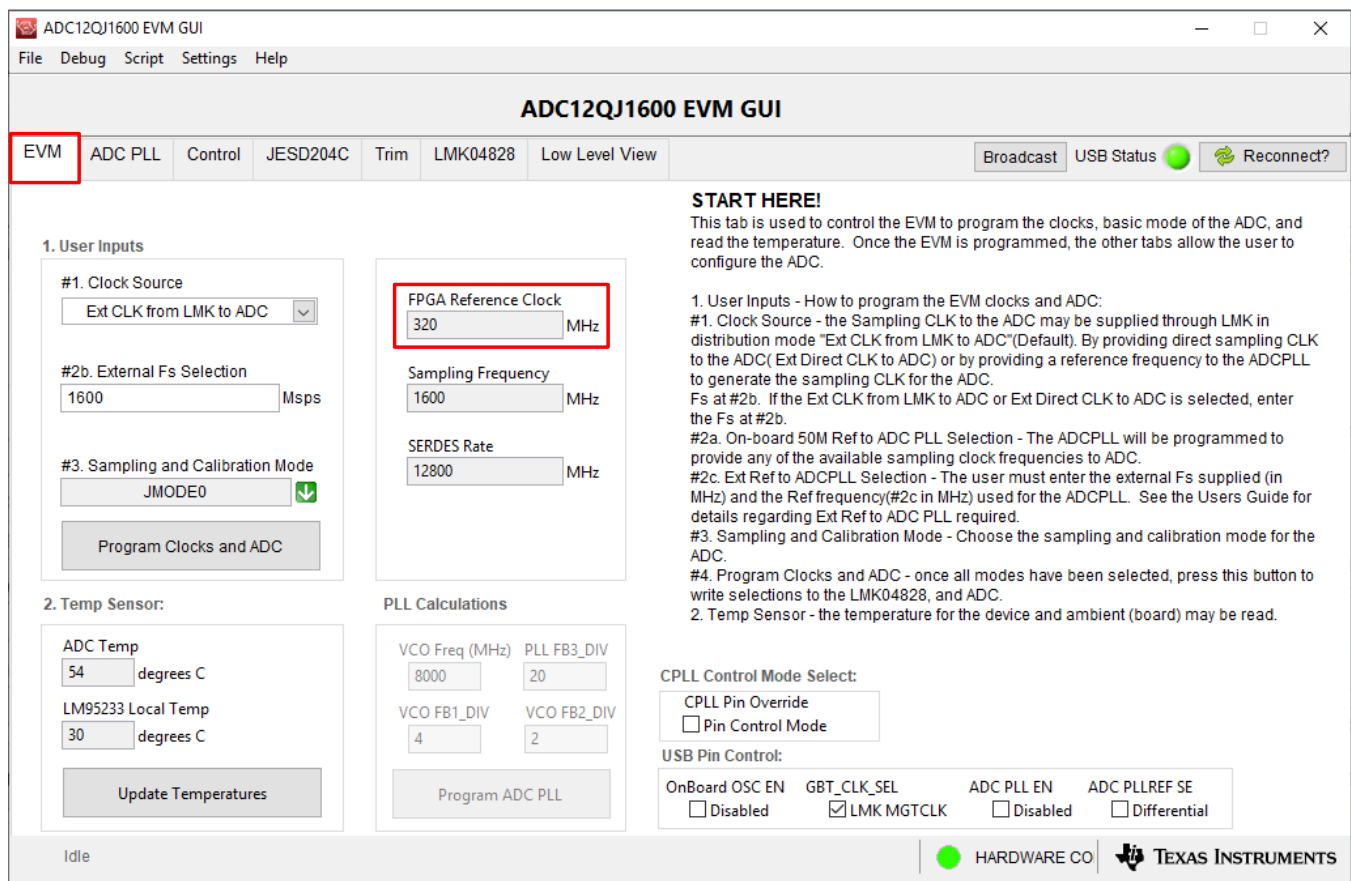 ADC12QJ1600 EVM GUI
File Debug Script Settings Help
ADC12QJ1600 EVM GUI
EVM ADC PLL Control JESD204C Trim LMK04828 Low Level View Broadcast USB Status Reconnect?
1. User Inputs
#1. Clock Source
Ext CLK from LMK to ADC
#2b. External Fs Selection
1600 Msps
#3. Sampling and Calibration Mode
JMODE0
Program Clocks and ADC
FPGA Reference Clock
320 MHz
Sampling Frequency
1600 MHz
SERDES Rate
12800 MHz
START HERE!
This tab is used to control the EVM to program the clocks, basic mode of the ADC, and
read the temperature. Once the EVM is programmed, the other tabs allow the user to
configure the ADC.
1. User Inputs - How to program the EVM clocks and ADC:
#1. Clock Source - the Sampling CLK to the ADC may be supplied through LMK in
distribution mode "Ext CLK from LMK to ADC"(Default). By providing direct sampling CLK
to the ADC( Ext Direct CLK to ADC) or by providing a reference frequency to the ADCPLL
to generate the sampling CLK for the ADC.
Fs at #2b. If the Ext CLK from LMK to ADC or Ext Direct CLK to ADC is selected, enter
the Fs at #2b.
#2a. On-board 50M Ref to ADC PLL Selection - The ADCPLL will be programmed to
provide any of the available sampling clock frequencies to ADC.
#2c. Ext Ref to ADCPLL Selection - The user must enter the external Fs supplied (in
MHz) and the Ref frequency(#2c in MHz) used for the ADCPLL. See the Users Guide for
details regarding Ext Ref to ADC PLL required.
#3. Sampling and Calibration Mode - Choose the sampling and calibration mode for the
ADC.
#4. Program Clocks and ADC - once all modes have been selected, press this button to
write selections to the LMK04828, and ADC.
2. Temp Sensor - the temperature for the device and ambient (board) may be read.
2. Temp Sensor:
ADC Temp
54 degrees C
LM95233 Local Temp
30 degrees C
Update Temperatures
PLL Calculations
VCO Freq (MHz) PLL FB3_DIV
8000 20
VCO FB1_DIV VCO FB2_DIV
4 2
Program ADC PLL
CPLL Control Mode Select:
CPLL Pin Override
Pin Control Mode
USB Pin Control:
OnBoard OSC EN GBT_CLK_SEL ADC PLL EN ADC PLLREF SE
Disabled LMK MGTCLK Disabled Differential
Idle HARDWARE CO TEXAS INSTRUMENTS